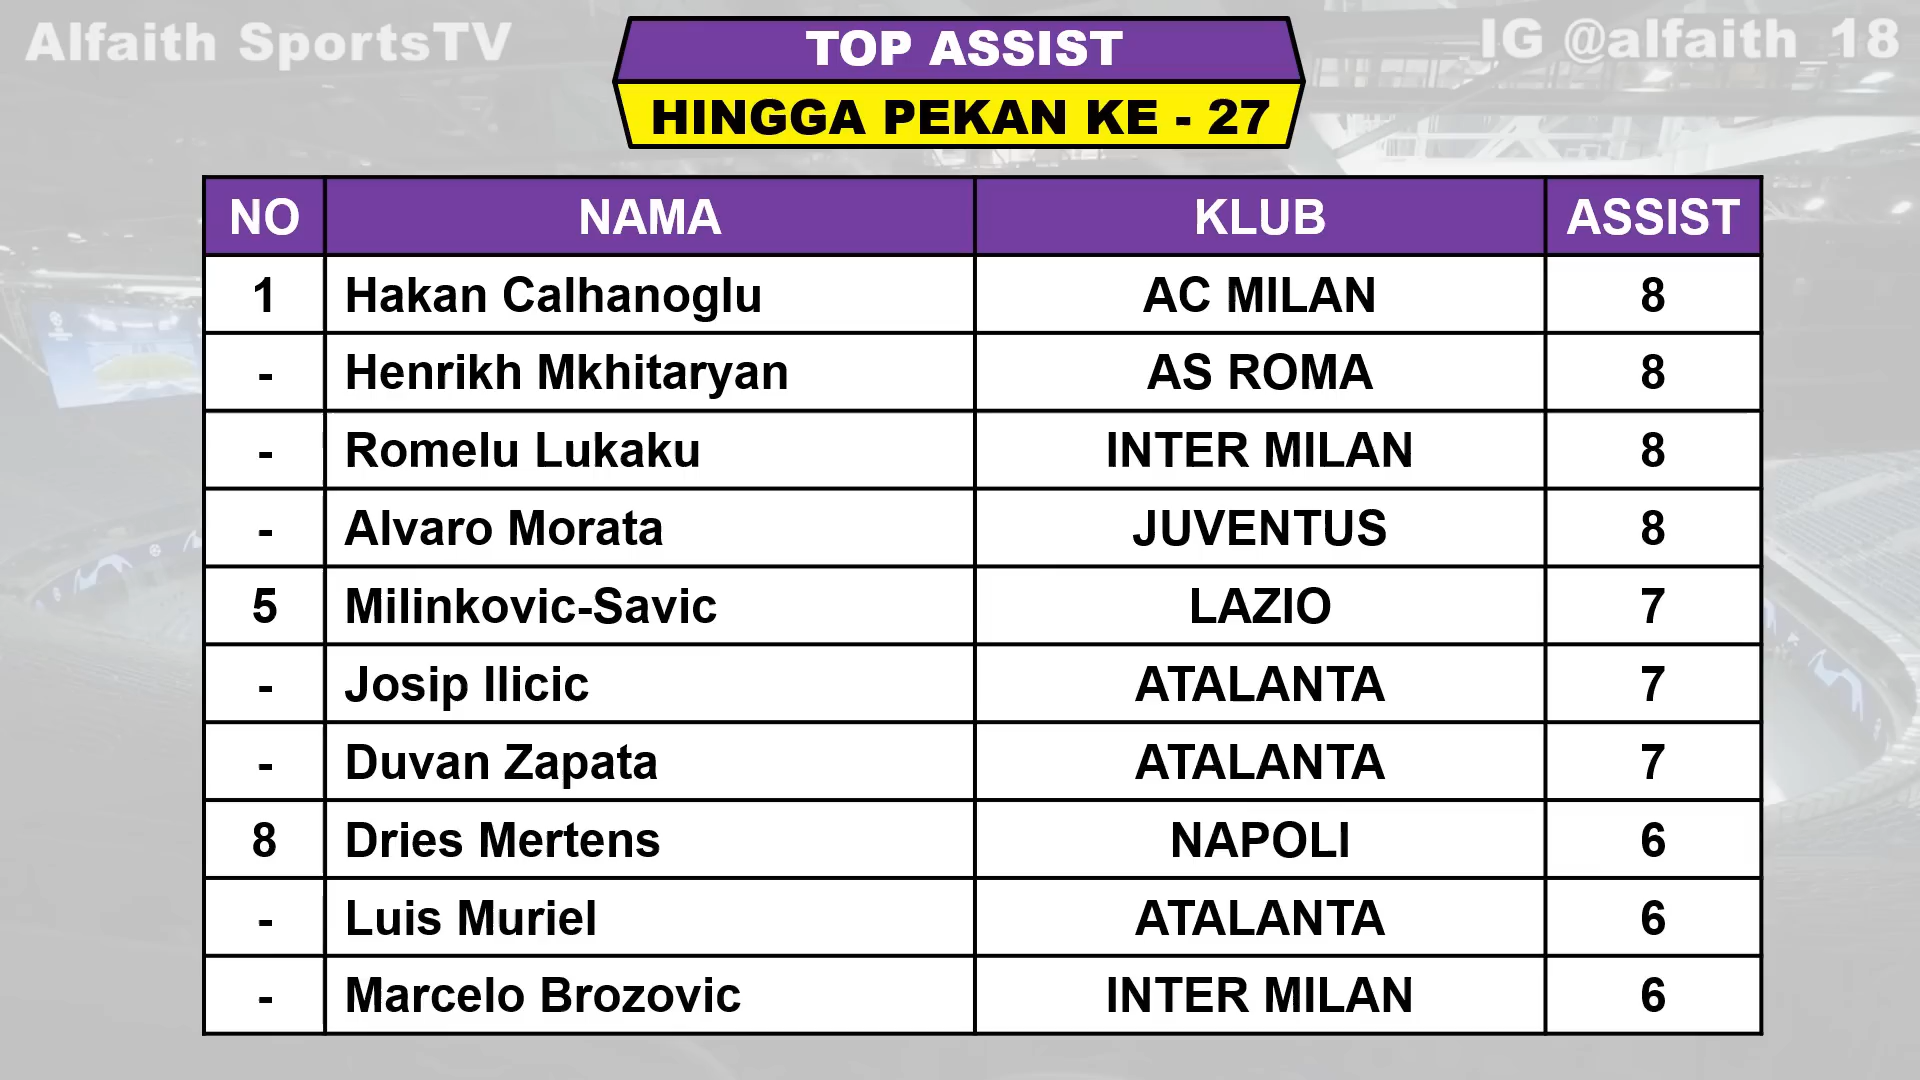 Alfaith SportsTV
TOP ASSIST
IG @alfaith_18
HINGGA PEKAN KE - 27
NO NAMA KLUB ASSIST
1 Hakan Calhanoglu AC MILAN 8
- Henrikh Mkhitaryan AS ROMA 8
- Romelu Lukaku INTER MILAN 8
- Alvaro Morata JUVENTUS 8
5 Milinkovic-Savic LAZIO 7
- Josip Ilicic ATALANTA 7
- Duvan Zapata ATALANTA 7
8 Dries Mertens NAPOLI 6
- Luis Muriel ATALANTA 6
- Marcelo Brozovic INTER MILAN 6